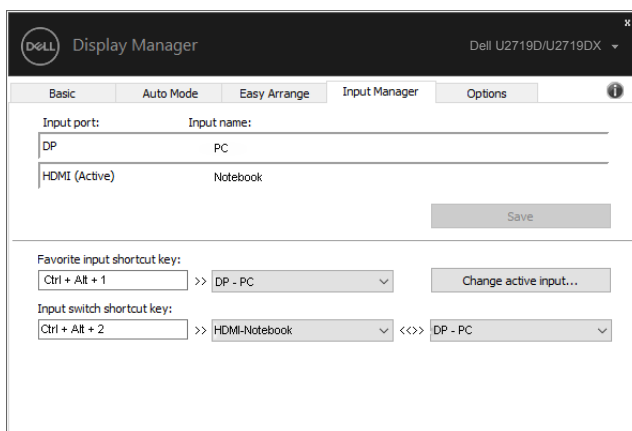 x
DELL Display Manager Dell U2719D/U2719DX
Basic Auto Mode Easy Arrange Input Manager Options i
Input port: Input name:
DP PC
HDMI (Active) Notebook
Save
Favorite input shortcut key:
Ctrl + Alt + 1 >> DP - PC Change active input...
Input switch shortcut key:
Ctrl + Alt + 2 >> HDMI-Notebook <<>> DP - PC